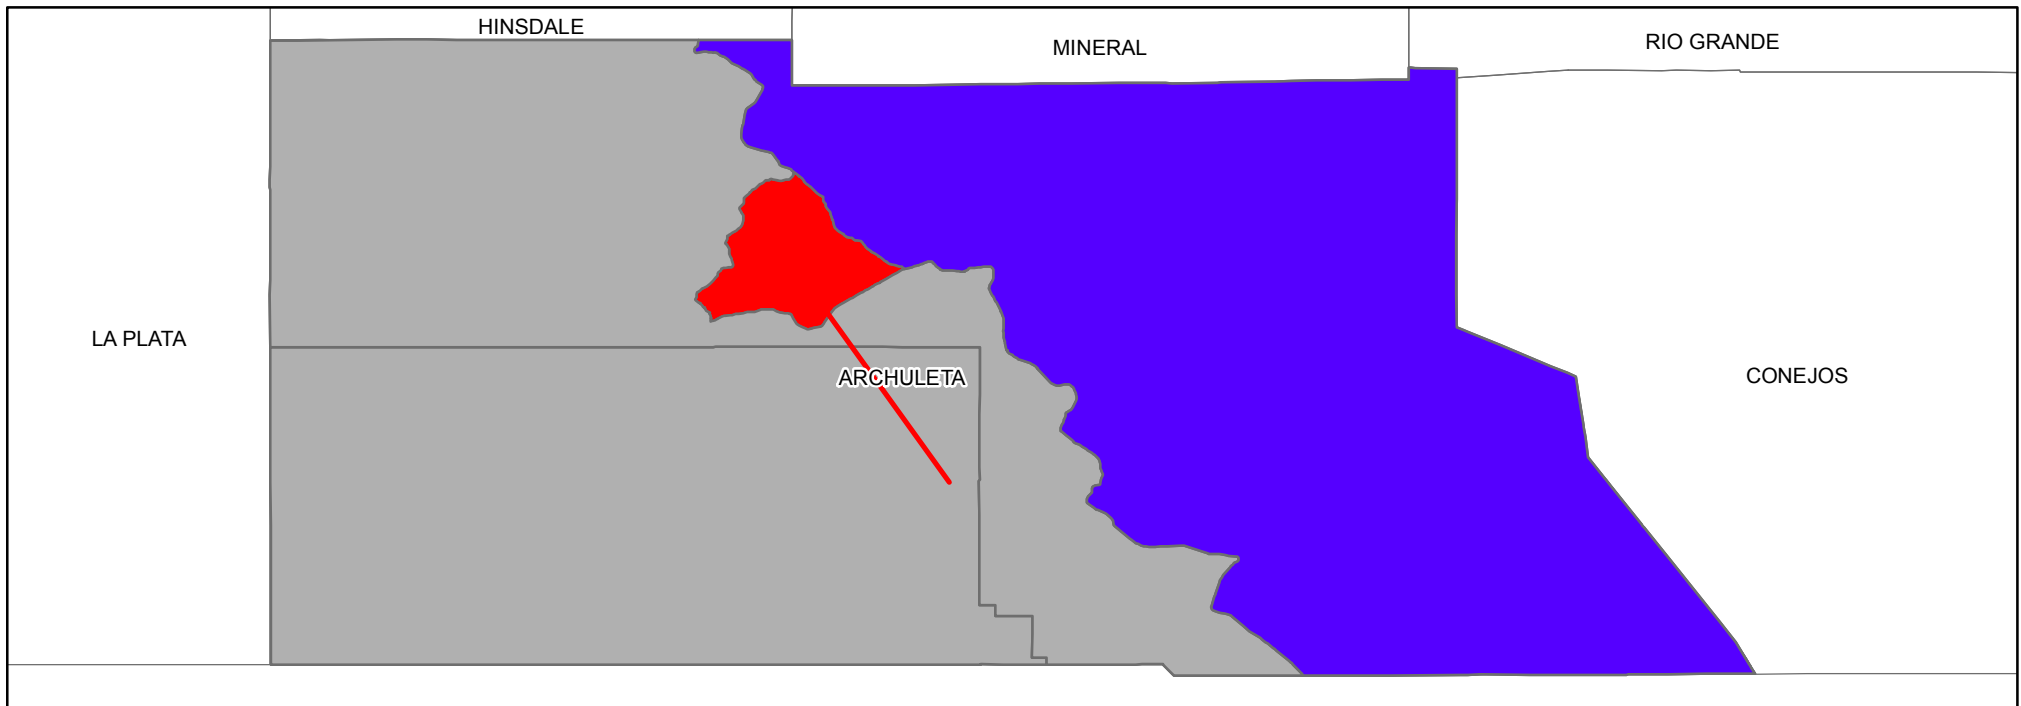 HINSDALE
MINERAL
RIO GRANDE
LA PLATA
ARCHULETA
CONEJOS